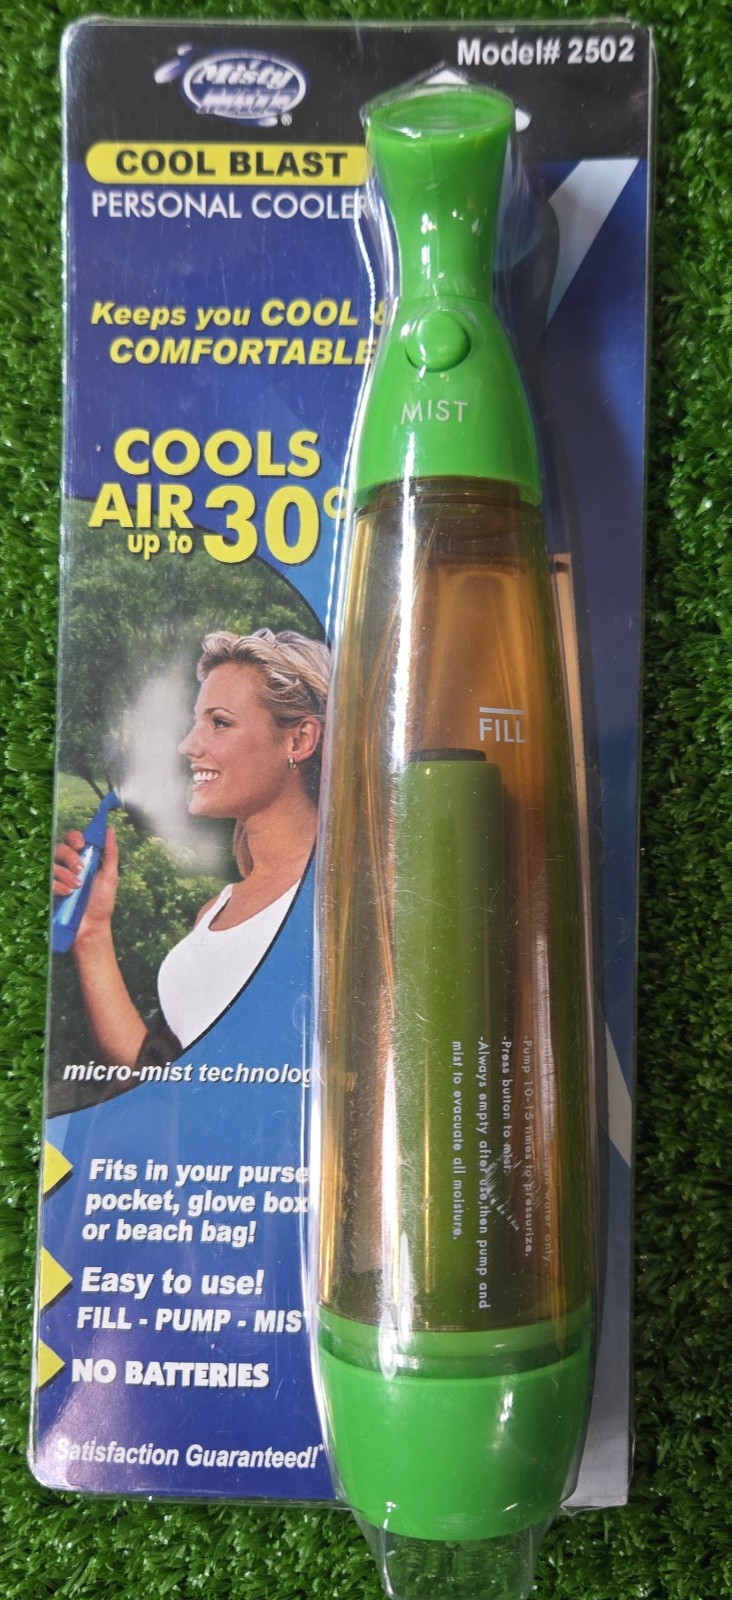 Misty Mate ®
Model# 2502
COOL BLAST
PERSONAL COOLER
Keeps you COOL &
COMFORTABLE
COOLS
AIR
up to 30°
MIST
FILL
micro-mist technolog
Fits in your purse
pocket, glove box
or beach bag!
Easy to use!
FILL - PUMP - MIST
NO BATTERIES
Satisfaction Guaranteed!*
water only
-Pump 10-15 times to pressurize.
-Press button to mist.
-Always empty after use, then pump and
mist to evacuate all moisture.